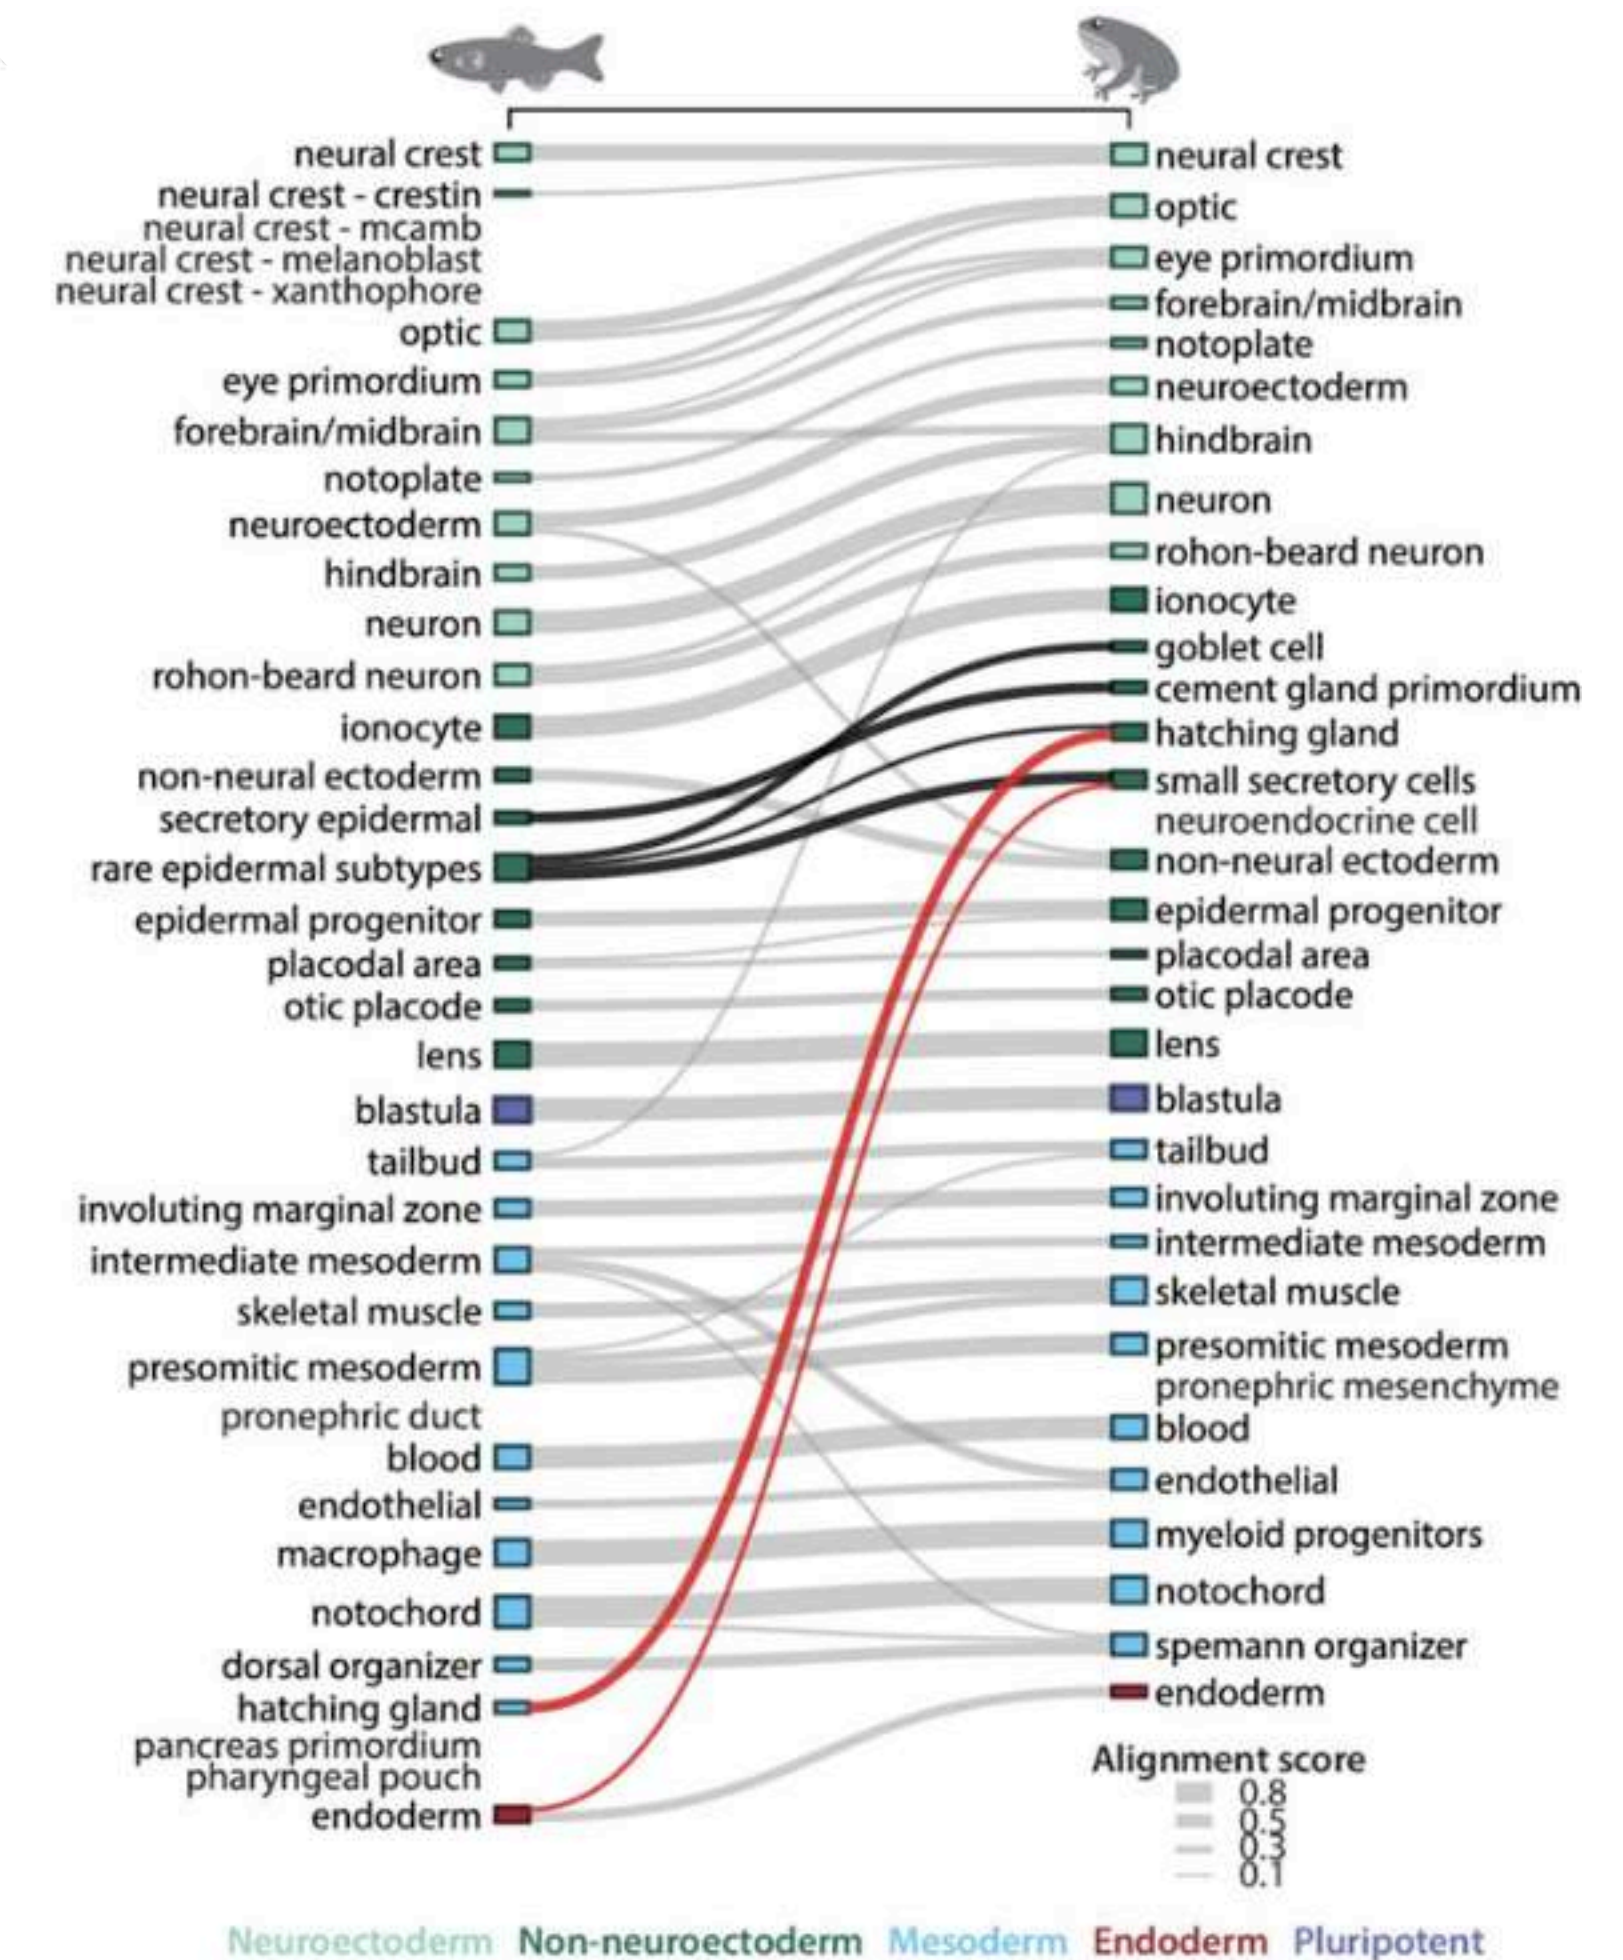 neural crest
neural crest - crestin
neural crest - mcamb
neural crest - melanoblast
neural crest - xanthophore
optic
eye primordium
forebrain/midbrain
notoplate
neuroectoderm
hindbrain
neuron
rohon-beard neuron
ionocyte
non-neural ectoderm
secretory epidermal
rare epidermal subtypes
epidermal progenitor
placodal area
otic placode
lens
blastula
tailbud
involuting marginal zone
intermediate mesoderm
skeletal muscle
presomitic mesoderm
pronephric duct
blood
endothelial
macrophage
notochord
dorsal organizer
hatching gland
pancreas primordium
pharyngeal pouch
endoderm
neural crest
optic
eye primordium
forebrain/midbrain
notoplate
neuroectoderm
hindbrain
neuron
rohon-beard neuron
ionocyte
goblet cell
cement gland primordium
hatching gland
small secretory cells
neuroendocrine cell
non-neural ectoderm
epidermal progenitor
placodal area
otic placode
lens
blastula
tailbud
involuting marginal zone
intermediate mesoderm
skeletal muscle
presomitic mesoderm
pronephric mesenchyme
blood
endothelial
myeloid progenitors
notochord
spemann organizer
endoderm
Alignment score
0.8
0.5
0.3
0.1
Neuroectoderm Non-neuroectoderm Mesoderm Endoderm Pluripotent